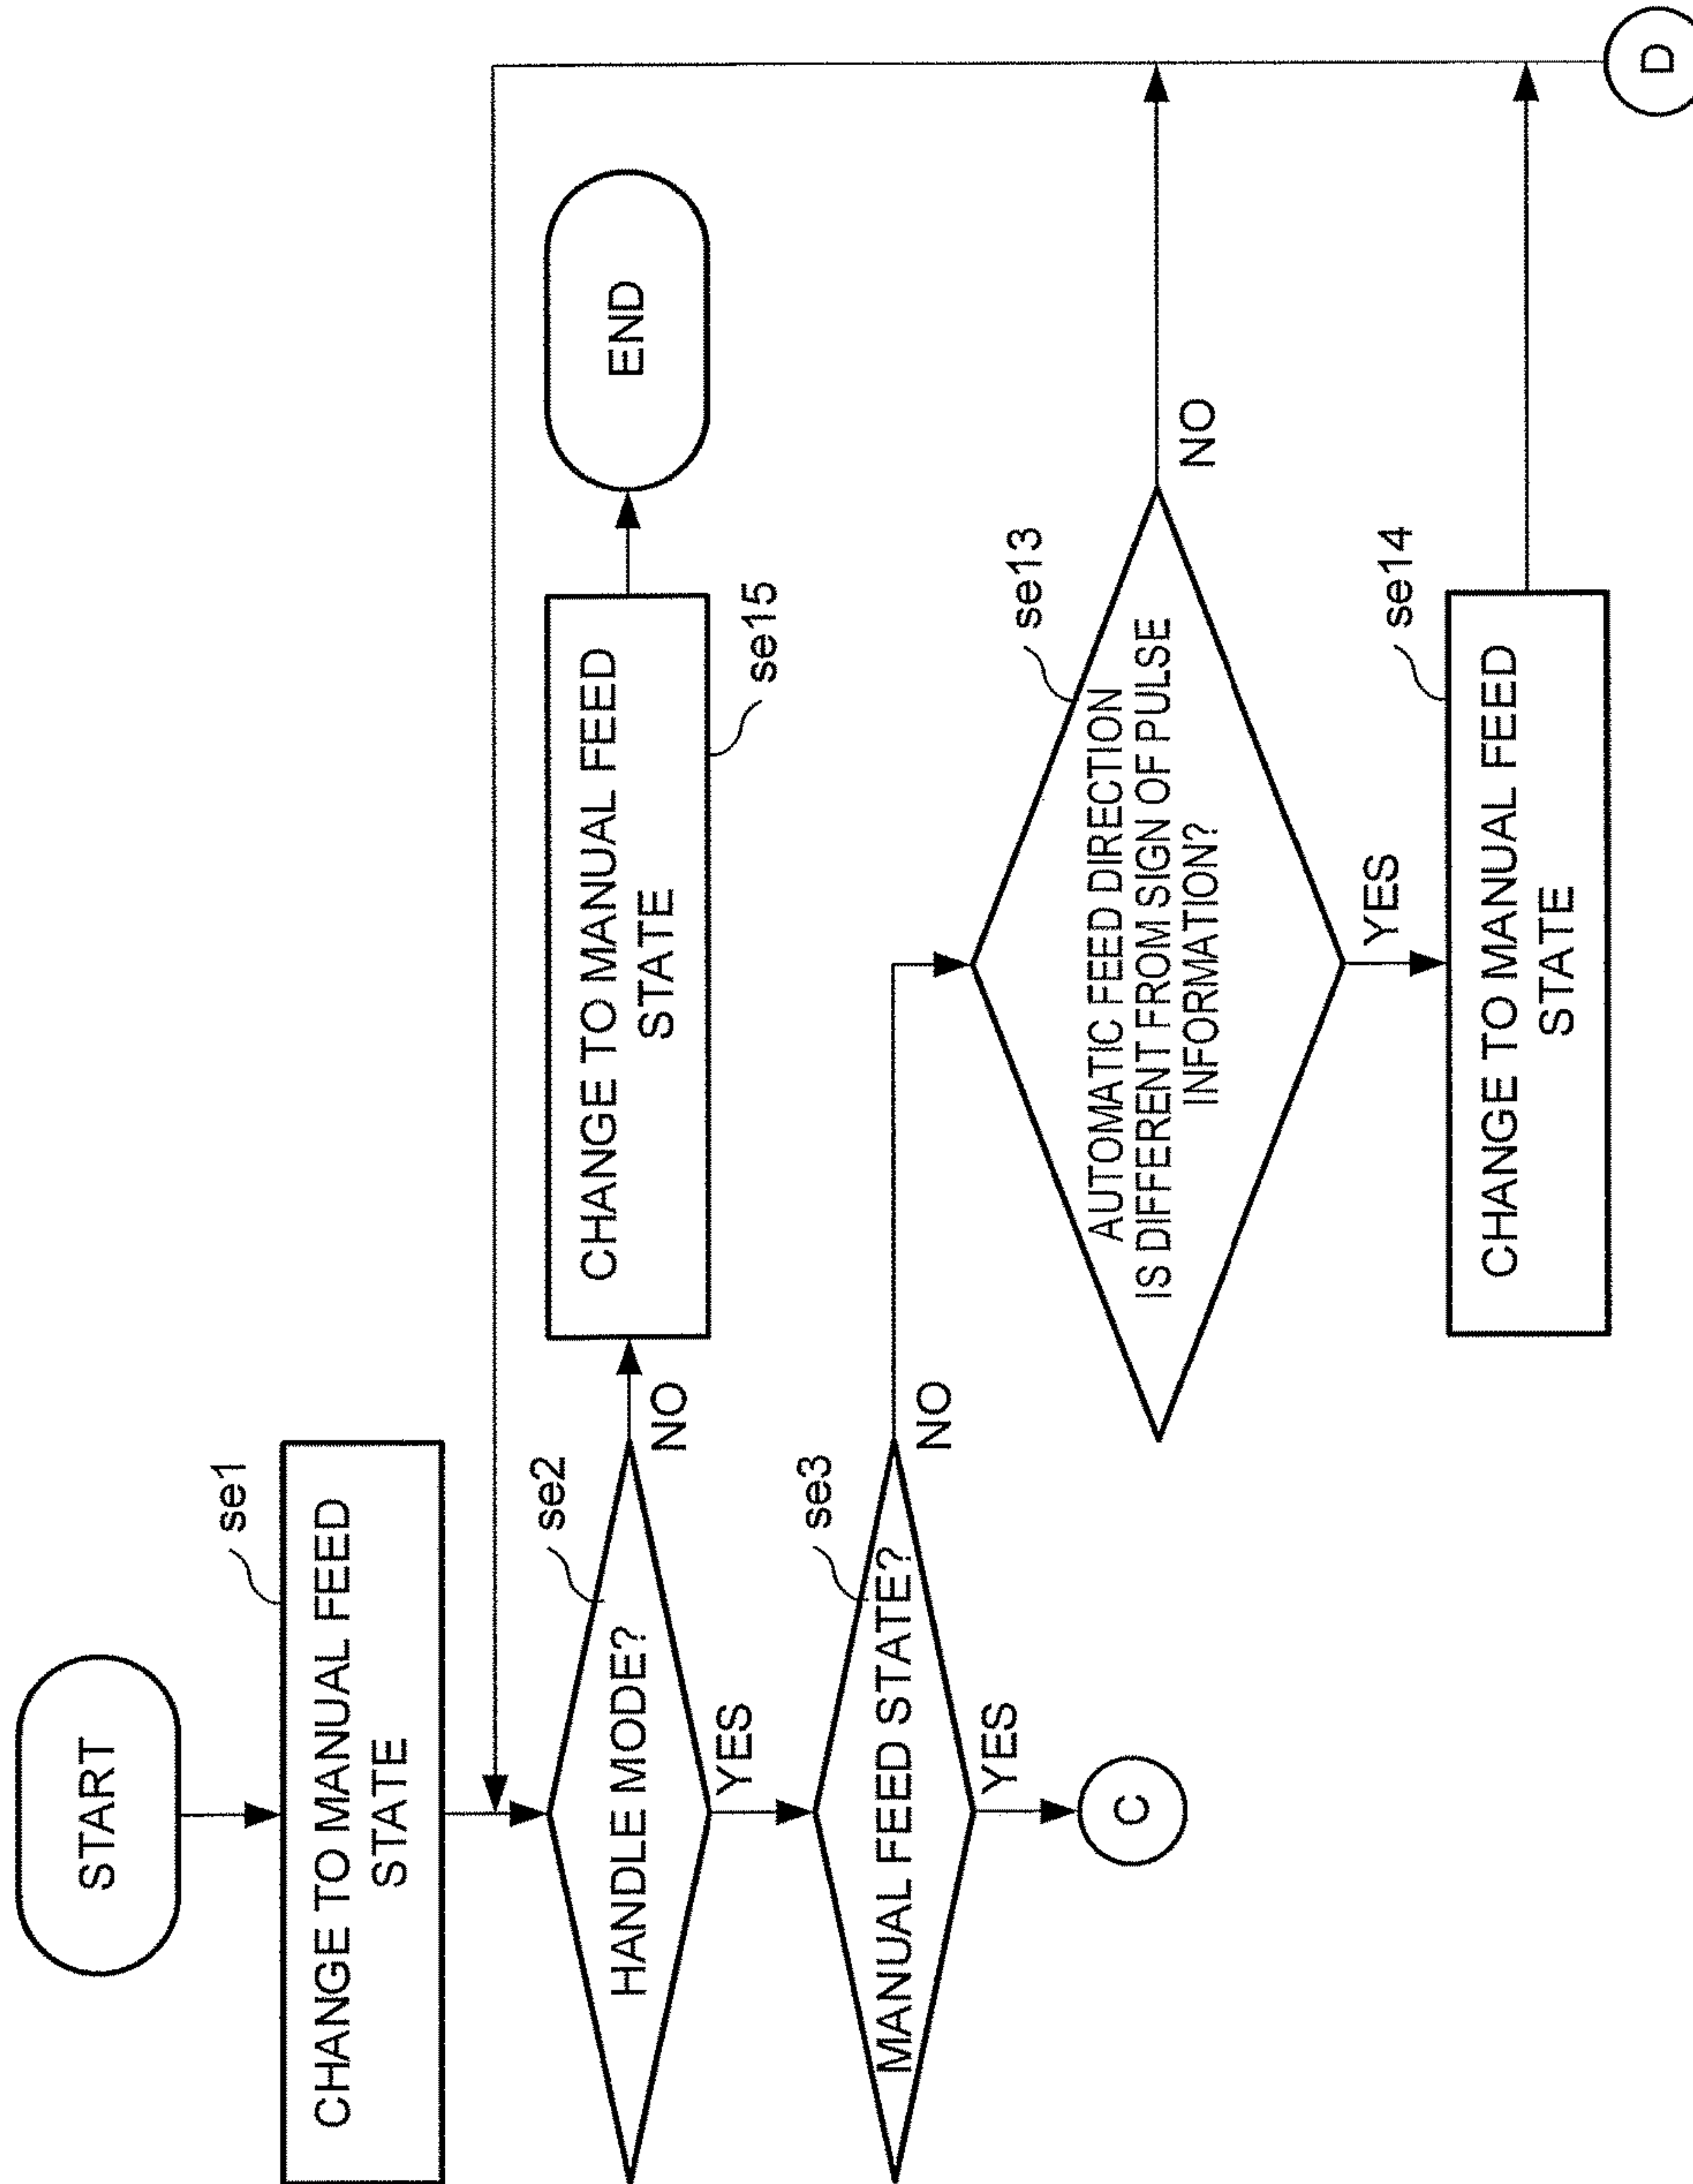 START
se1
CHANGE TO MANUAL FEED
STATE
se2
HANDLE MODE?
NO
YES
CHANGE TO MANUAL FEED
STATE
se15
END
se3
MANUAL FEED STATE?
NO
YES
C
se13
AUTOMATIC FEED DIRECTION
IS DIFFERENT FROM SIGN OF PULSE
INFORMATION?
NO
YES
se14
CHANGE TO MANUAL FEED
STATE
D